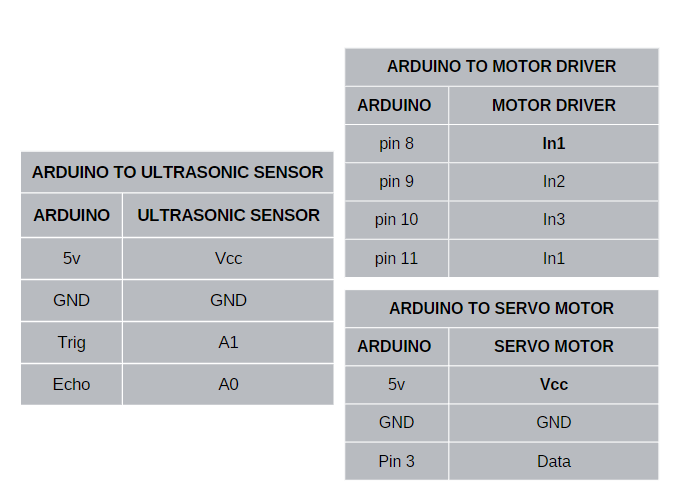 ARDUINO TO ULTRASONIC SENSOR
ARDUINO ULTRASONIC SENSOR
5v Vcc
GND GND
Trig A1
Echo A0
ARDUINO TO MOTOR DRIVER
ARDUINO MOTOR DRIVER
pin 8 In1
pin 9 In2
pin 10 In3
pin 11 In1
ARDUINO TO SERVO MOTOR
ARDUINO SERVO MOTOR
5v Vcc
GND GND
Pin 3 Data